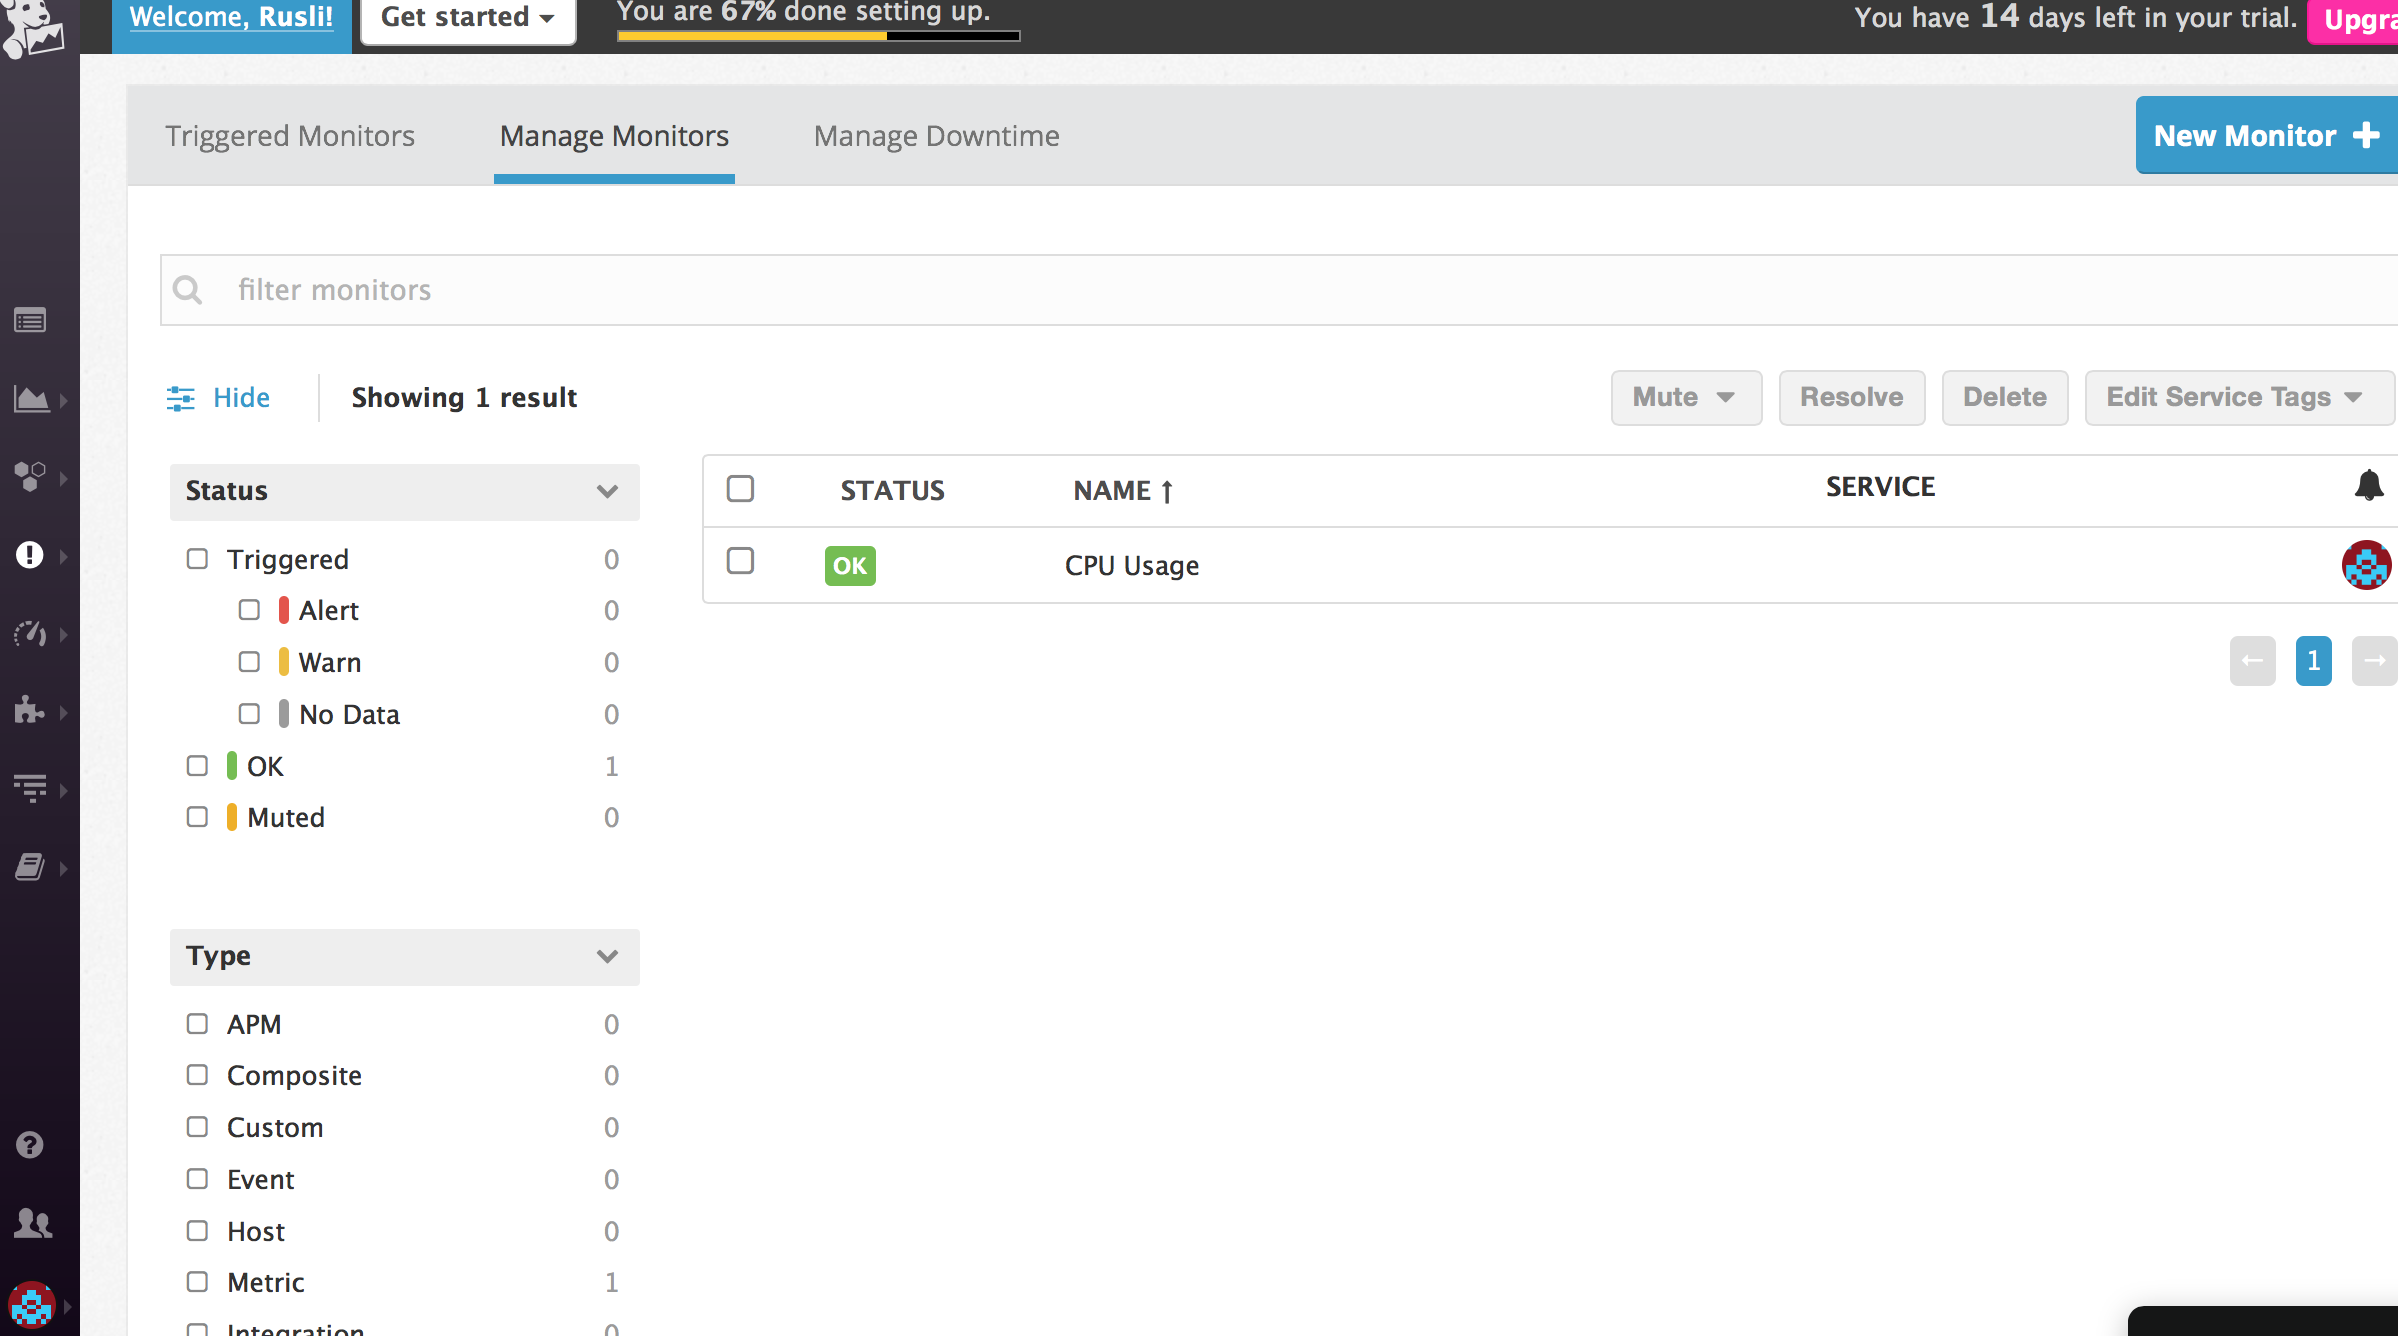 Welcome, Rusli!
Get started
You are 67% done setting up.
You have 14 days left in your trial.
Triggered Monitors
Manage Monitors
Manage Downtime
New Monitor +
filter monitors
Hide
Showing 1 result
Mute
Resolve
Delete
Edit Service Tags
Status
STATUS
NAME ↑
SERVICE
Triggered 0
OK
CPU Usage
Alert 0
Warn 0
← 1 →
No Data 0
OK 1
Muted 0
Type
APM 0
Composite 0
Custom 0
Event 0
Host 0
Metric 1
Integration 0